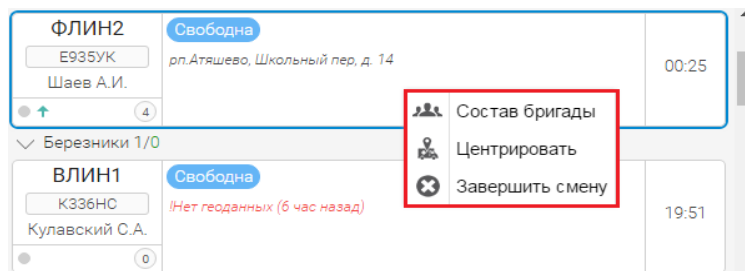 ФЛИН2
Свободна
Е935УК
рп.Атяшево, Школьный пер, д. 14
00:25
Шаев А.И.
4
Состав бригады
Березники 1/0
Центрировать
ВЛИН1
Свободна
Завершить смену
К336НС
!Нет геоданных (6 час назад)
19:51
Кулавский С.А.
0